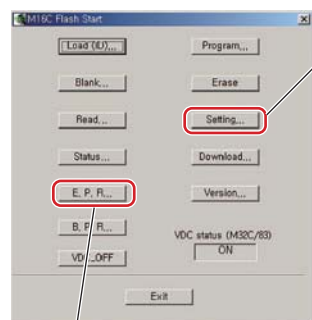 M16C Flash Start
Load (ID)...
Program...
Blank...
Erase
Read...
Setting...
Status...
Download...
E. P. R...
Version...
B. P. R...
VDC status (M32C/83)
VDC_OFF
ON
Exit